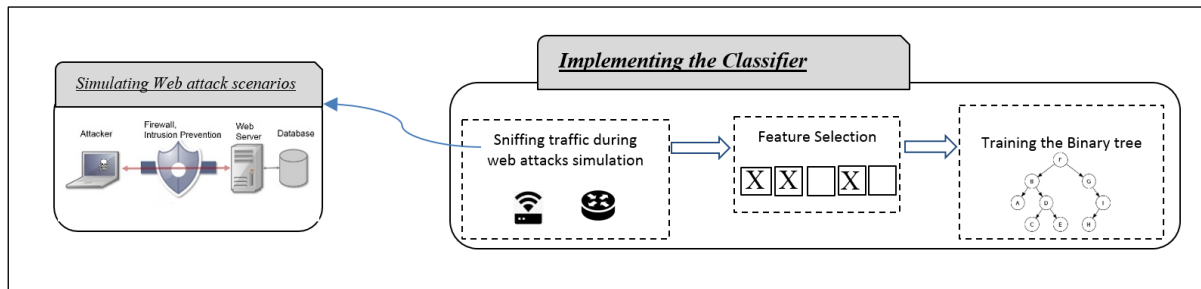 Simulating Web attack scenarios
Attacker
Firewall,
Intrusion Prevention
Web
Server
Database
Implementing the Classifier
Sniffing traffic during
web attacks simulation
Feature Selection
X X X
Training the Binary tree
F
B G
A D I
C E H